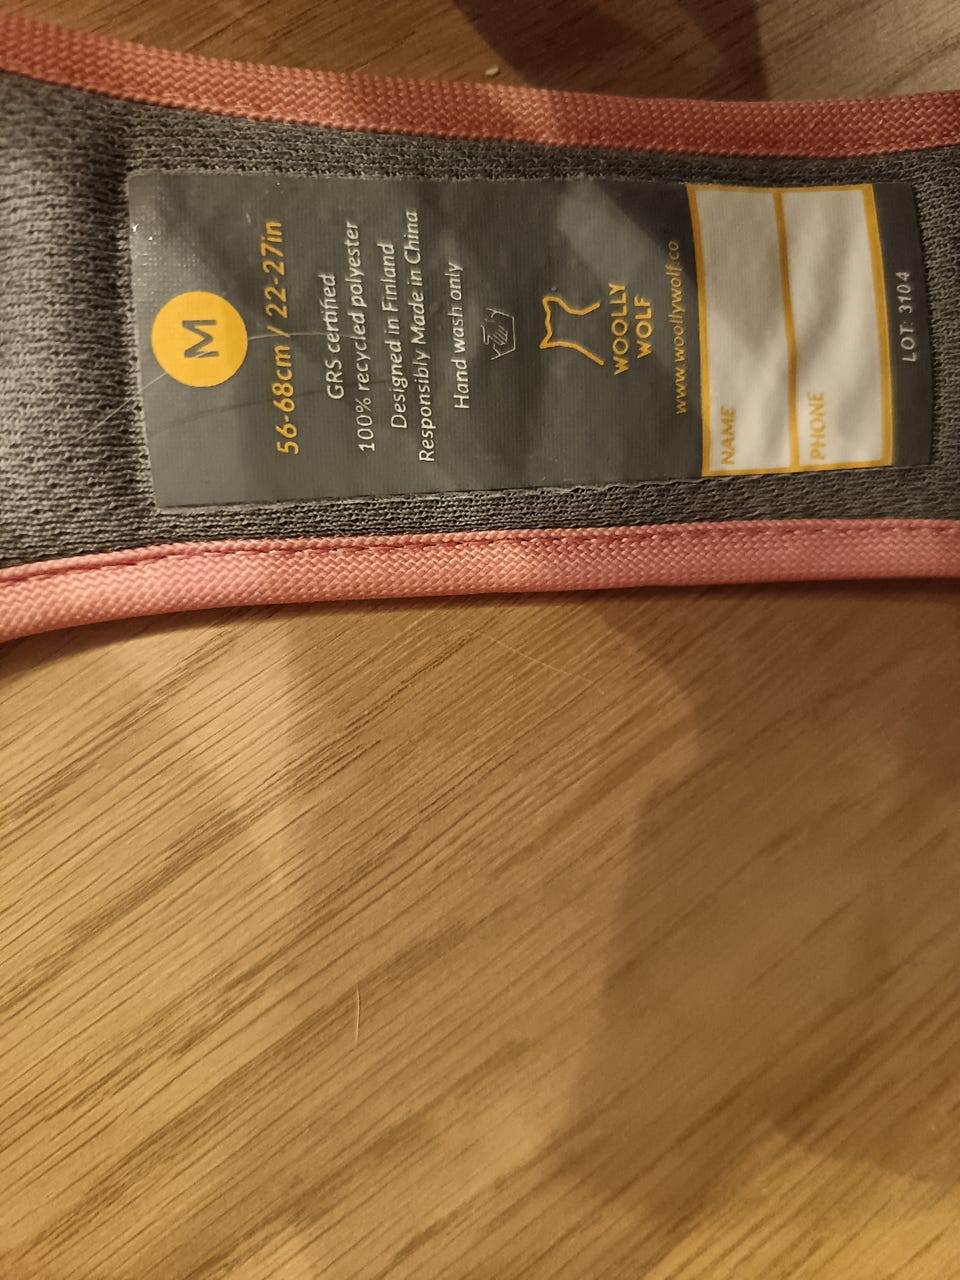 M
56-68cm / 22-27in
GRS certified
100% recycled polyester
Designed in Finland
Responsibly Made in China
Hand wash only
WOOLLY
WOLF
www.woollywolf.co
NAME
PHONE
LOT: 3104